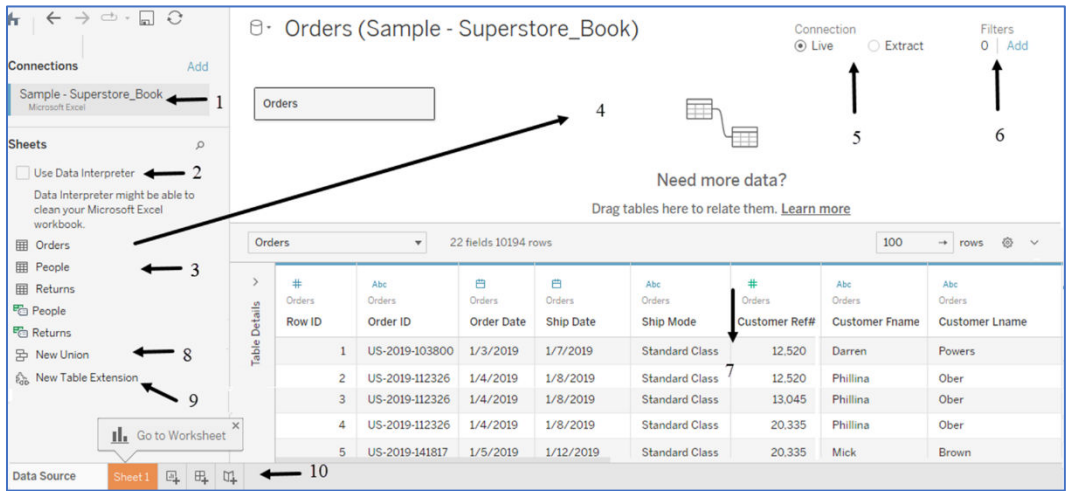 Connections Add
Sample - Superstore_Book 1
Microsoft Excel
Sheets
Use Data Interpreter 2
Data Interpreter might be able to
clean your Microsoft Excel
workbook.
Orders
People 3
Returns
People
Returns
New Union 8
New Table Extension
9
Go to Worksheet
Orders (Sample - Superstore_Book)
Connection
Live Extract
5
Filters
0 | Add
6
Orders
4
Need more data?
Drag tables here to relate them. Learn more
Orders 22 fields 10194 rows 100 → rows
Table Details
# Abc Abc # Abc Abc
Orders Orders Orders Orders Orders Orders Orders Orders
Row ID Order ID Order Date Ship Date Ship Mode Customer Ref# Customer Fname Customer Lname
1 US-2019-103800 1/3/2019 1/7/2019 Standard Class 12,520 Darren Powers
7
2 US-2019-112326 1/4/2019 1/8/2019 Standard Class 12,520 Phillina Ober
3 US-2019-112326 1/4/2019 1/8/2019 Standard Class 13,045 Phillina Ober
4 US-2019-112326 1/4/2019 1/8/2019 Standard Class 20,335 Phillina Ober
5 US-2019-141817 1/5/2019 1/12/2019 Standard Class 20,335 Mick Brown
Data Source Sheet 1 10